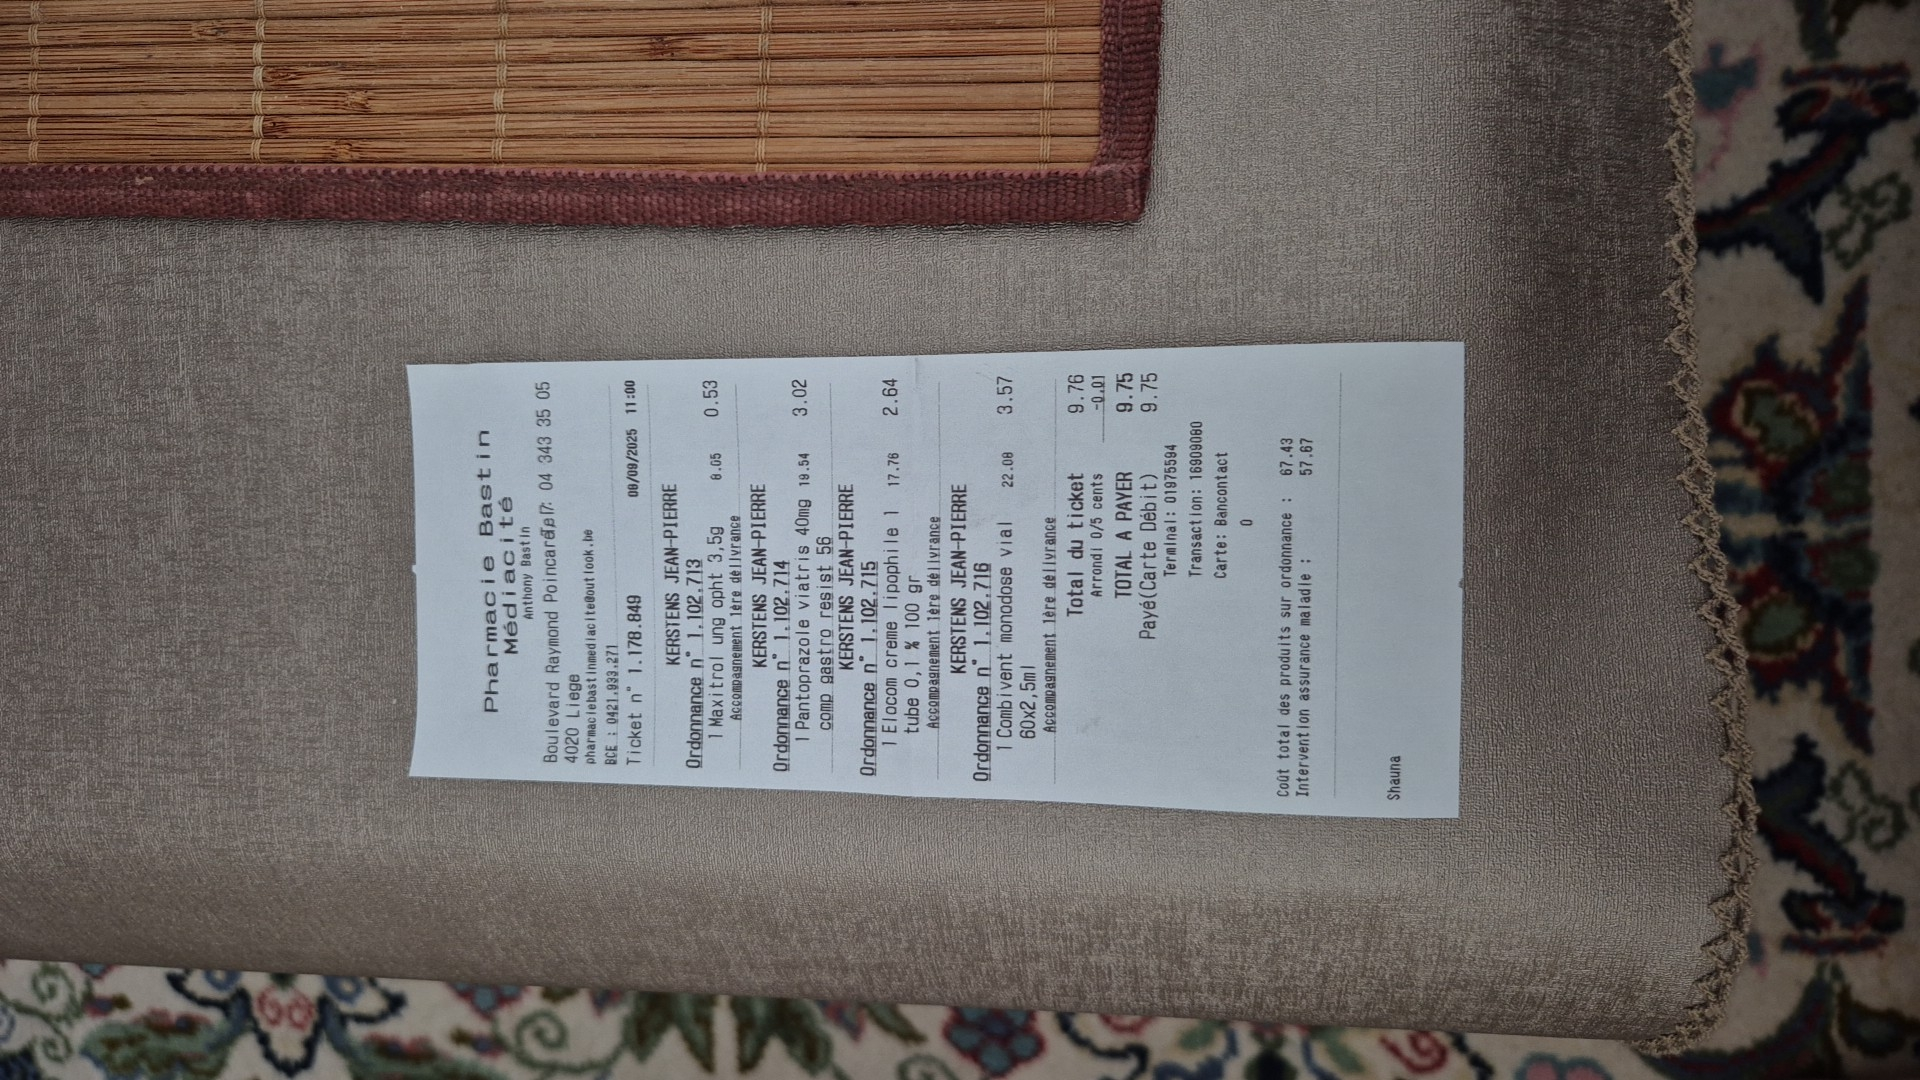 Pharmacie Bastin
Médiacité
Anthony Bastin
Boulevard Raymond Poincaré 7: 04 343 35 05
4020 Liege
pharmaciebastinmediacite@outlook.be
BCE : 0421.933.271
Ticket n° 1.178.849 08/09/2025 11:00
KERSTENS JEAN-PIERRE
Ordonnance n° 1.102.713
1 Maxitrol ung opht 3,5g 8.05 0.53
Accompagnement 1ère délivrance
KERSTENS JEAN-PIERRE
Ordonnance n° 1.102.714
1 Pantoprazole viatris 40mg 19.54 3.02
comp gastro resist 56
KERSTENS JEAN-PIERRE
Ordonnance n° 1.102.715
1 Elocom creme lipophile 1 17.76 2.64
tube 0,1 % 100 gr
Accompagnement 1ère délivrance
KERSTENS JEAN-PIERRE
Ordonnance n° 1.102.716
1 Combivent monodose vial 22.08 3.57
60x2,5ml
Accompagnement 1ère délivrance
Total du ticket 9.76
Arrondi 0/5 cents -0.01
TOTAL A PAYER 9.75
Payé(Carte Débit) 9.75
Terminal: 01975594
Transaction: 16909080
Carte: Bancontact
0
Coût total des produits sur ordonnance : 67.43
Intervention assurance maladie : 57.67
Shauna